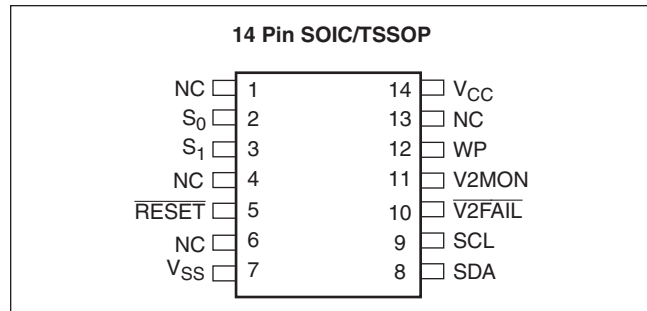 14 Pin SOIC/TSSOP
NC 1 14 VCC
S0 2 13 NC
S1 3 12 WP
NC 4 11 V2MON
RESET 5 10 V2FAIL
NC 6 9 SCL
VSS 7 8 SDA